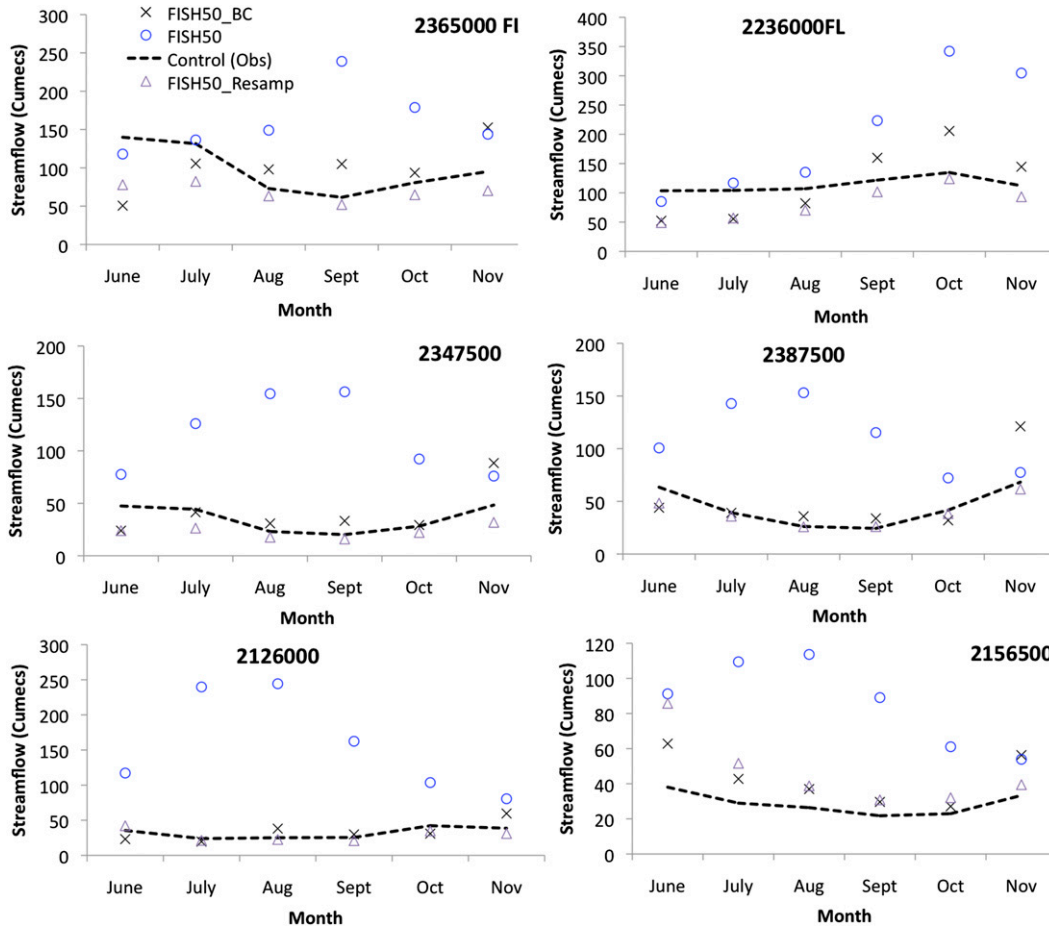 FISH50_BC
FISH50
Control (Obs)
FISH50_Resamp
2365000 FI
Streamflow (Cumecs)
300
250
200
150
100
50
0
June July Aug Sept Oct Nov
Month
2236000FL
Streamflow (Cumecs)
400
350
300
250
200
150
100
50
0
June July Aug Sept Oct Nov
Month
2347500
Streamflow (Cumecs)
200
150
100
50
0
June July Aug Sept Oct Nov
Month
2387500
Streamflow (Cumecs)
200
150
100
50
0
June July Aug Sept Oct Nov
Month
2126000
Streamflow (Cumecs)
300
250
200
150
100
50
0
June July Aug Sept Oct Nov
Month
2156500
Streamflow (Cumecs)
120
100
80
60
40
20
0
June July Aug Sept Oct Nov
Month